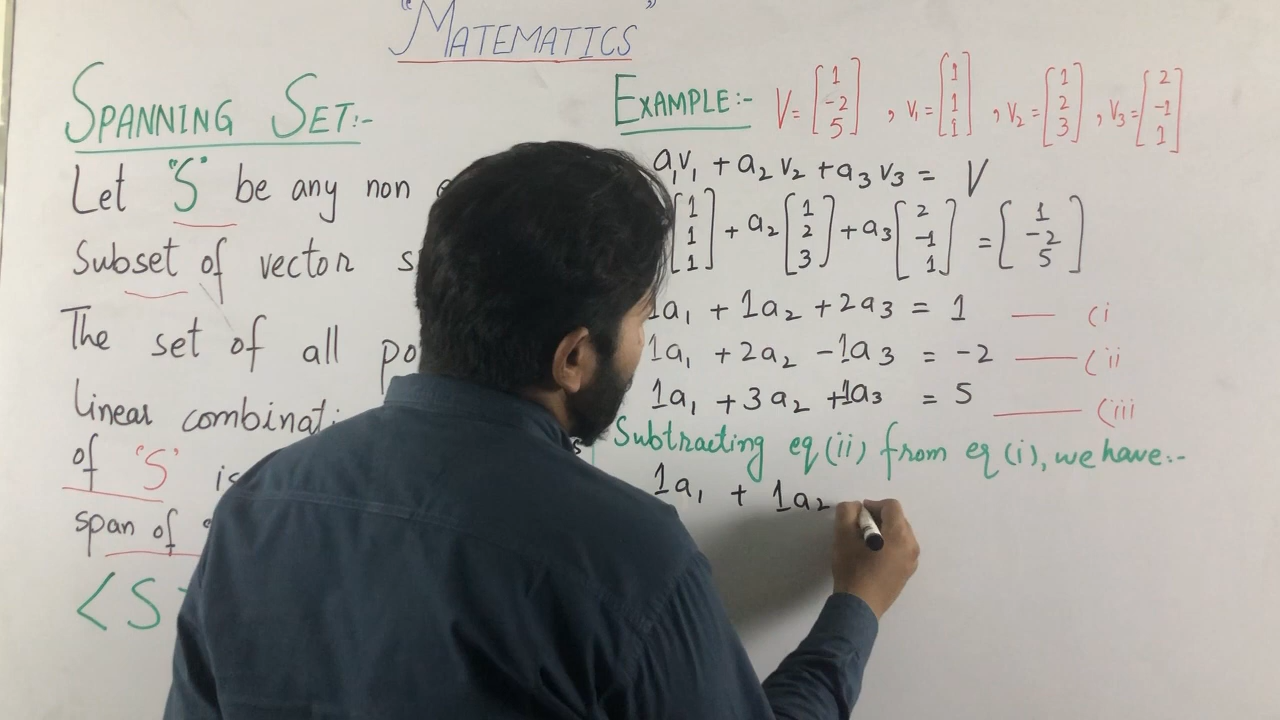 "MATEMATICS"
SPANNING SET:-
Let "S" be any non
Subset of vector
The set of all
linear combinati
of "S" is
span of
<S
EXAMPLE:- V=[1 -2 5] , v₁=[1 1 1] , v₂=[1 2 3] , v₃=[2 -1 1]
a₁v₁ + a₂v₂ + a₃v₃ = V
[1 1 1] + a₂[1 2 3] + a₃[2 -1 1] = [1 -2 5]
1a₁ + 1a₂ + 2a₃ = 1 — (i
1a₁ + 2a₂ - 1a₃ = -2 — (ii
1a₁ + 3a₂ + 1a₃ = 5 — (iii
Subtracting eq (ii) from eq (i), we have:-
1a₁ + 1a₂